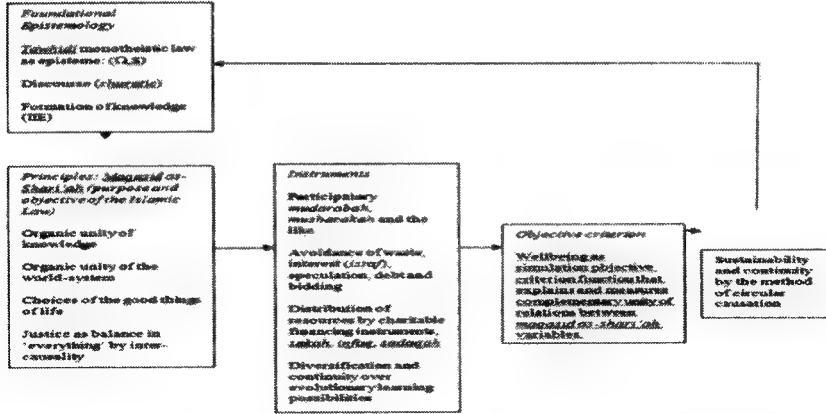 Foundational
Epistemology
Tawhidi monotheistic law
as episteme: (Ω,S)
Discourse (shuratic)
Formation of knowledge
(IIE)
Principles: Maqasid as-
Shari'ah (purpose and
objective of the Islamic
Law)
Organic unity of
knowledge
Organic unity of the
world-system
Choices of the good things
of life
Justice as balance in
'everything' by inter-
causality
Instruments
Participatory
mudarabah,
musharakah and the
like
Avoidance of waste,
interest (israf),
speculation, debt and
bidding
Distribution of
resources by charitable
financing instruments,
zakah, infaq, sadaqah
Diversification and
continuity over
evolutionary learning
possibilities
Objective criterion
Wellbeing as
simulation objective
criterion function that
explains and measures
complementary unity of
relations between
maqasid as-shari'ah
variables.
Sustainability
and continuity
by the method
of circular
causation